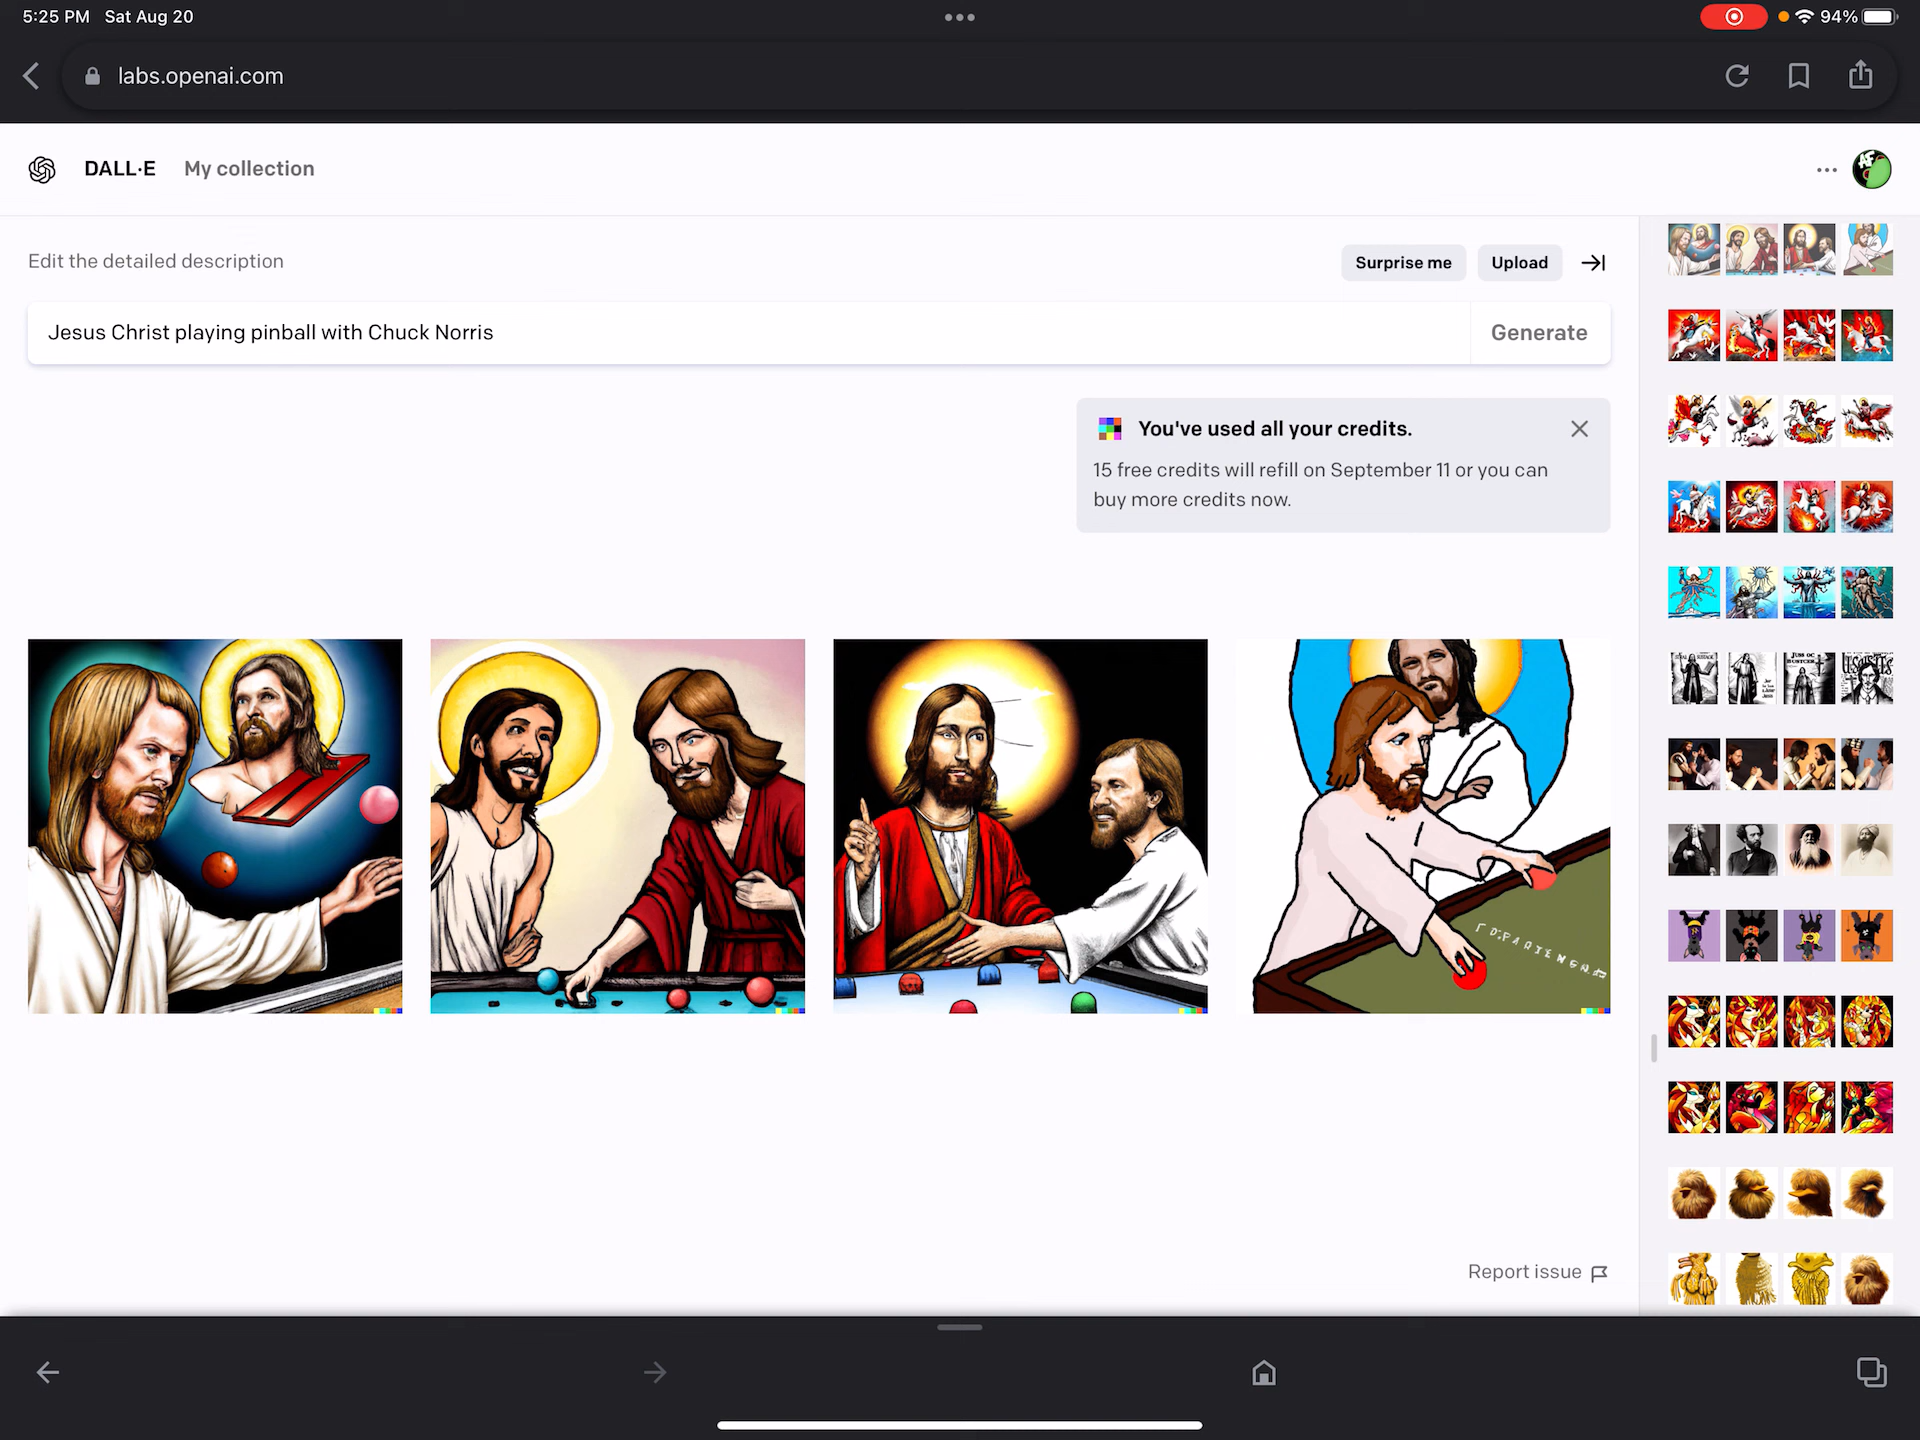 5:25 PM Sat Aug 20
94%
labs.openai.com
DALL·E My collection
Edit the detailed description
Surprise me
Upload
Jesus Christ playing pinball with Chuck Norris
Generate
You've used all your credits.
15 free credits will refill on September 11 or you can
buy more credits now.
Report issue